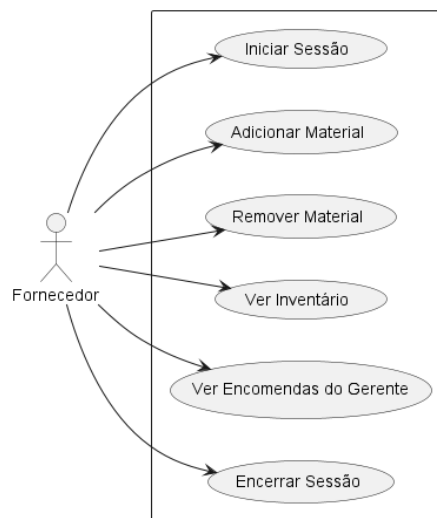 Iniciar Sessão
Adicionar Material
Remover Material
Fornecedor
Ver Inventário
Ver Encomendas do Gerente
Encerrar Sessão